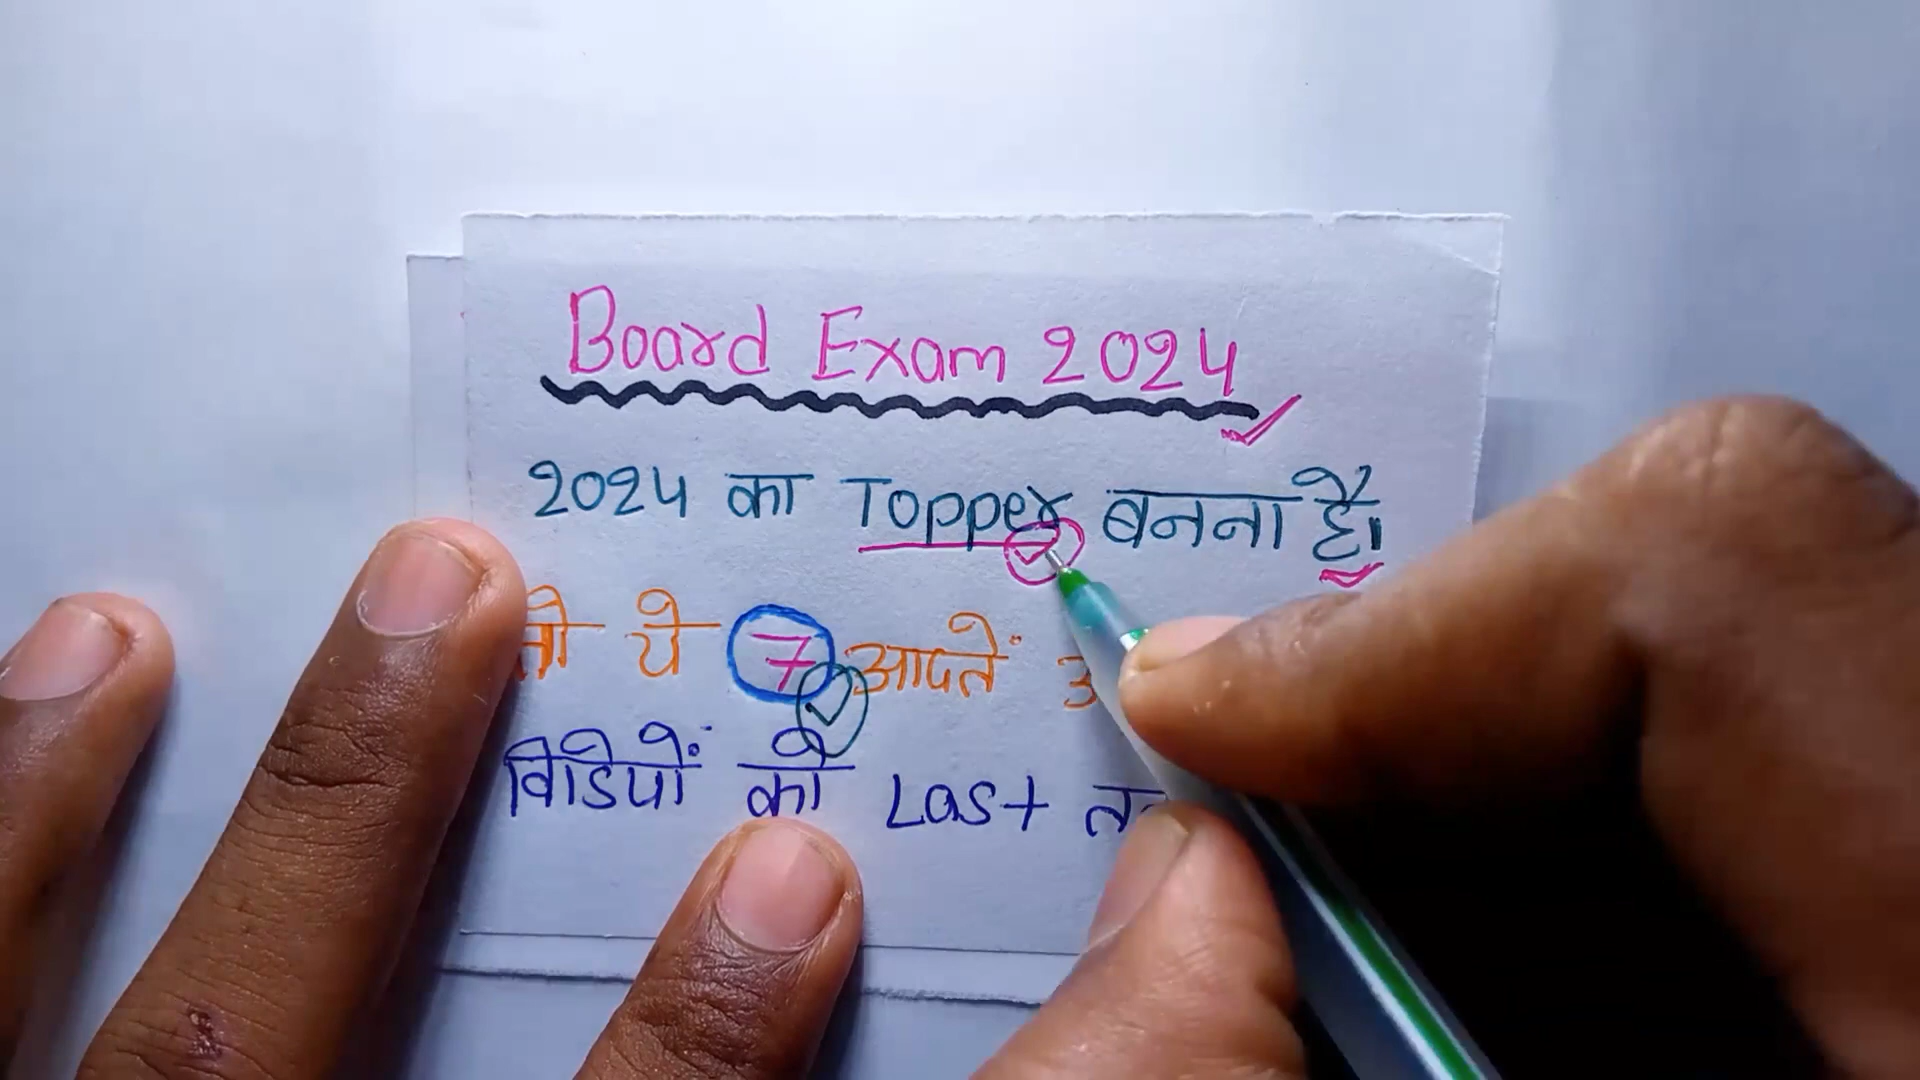 Board Exam 2024
2024 का Topper बनना है।
तो ये 7 आदतें
विडियों को Last